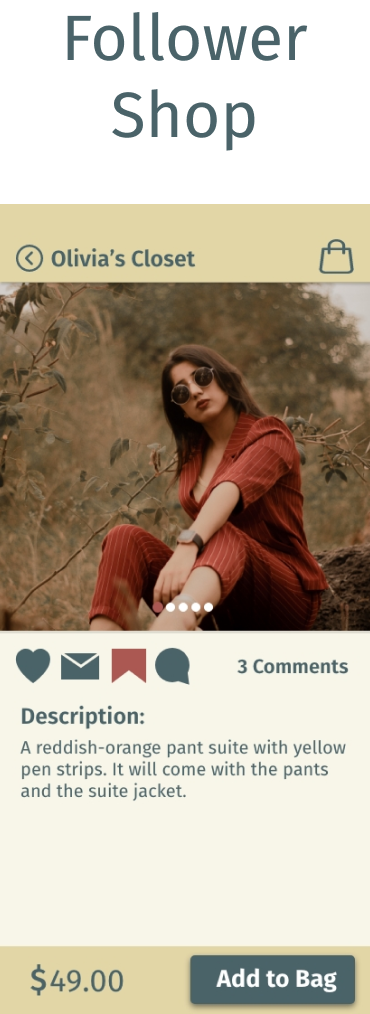 Follower
Shop
Olivia’s Closet
3 Comments
Description:
A reddish-orange pant suite with yellow
pen strips. It will come with the pants
and the suite jacket.
$49.00
Add to Bag